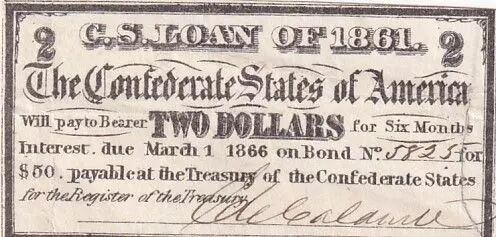 2 C. S. LOAN OF 1861. 2
The Confederate States of America
Will pay to Bearer TWO DOLLARS for Six Months
Interest. due March 1 1866 on Bond No. 5823 for
$50. payable at the Treasury of the Confederate States
for the Register of the Treasury